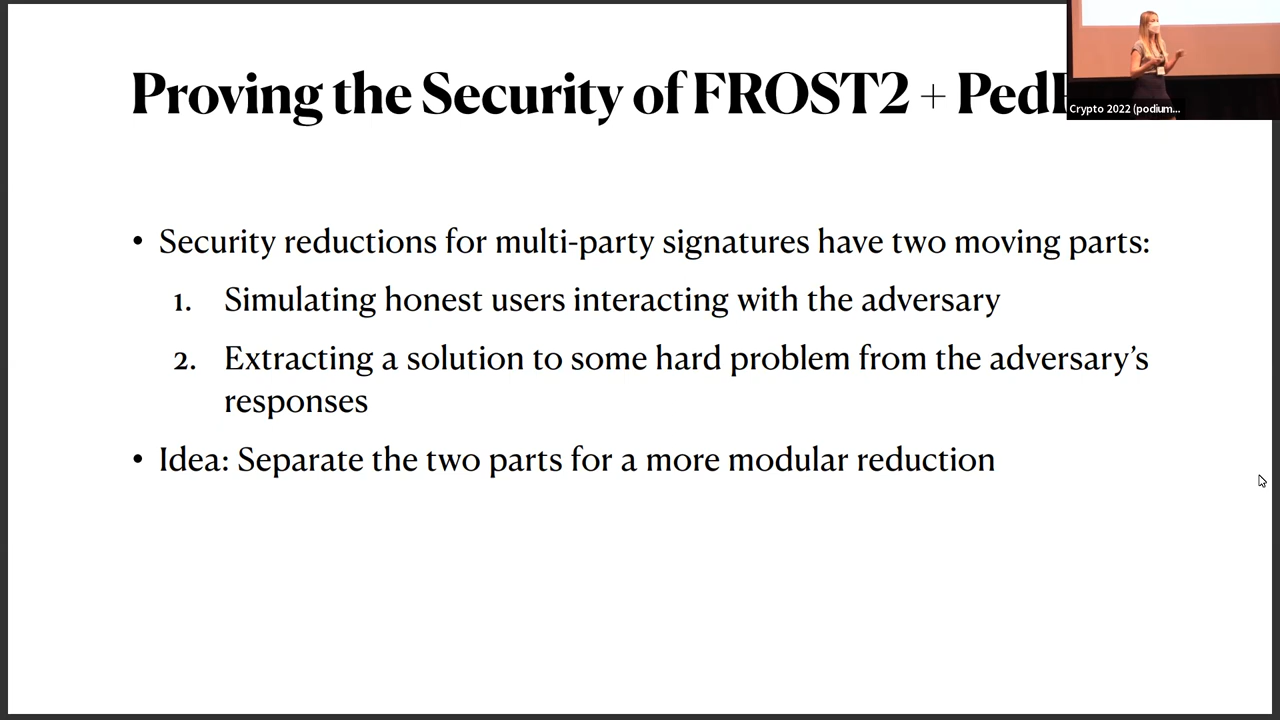 Proving the Security of FROST2 + Ped
Crypto 2022 (podium...
• Security reductions for multi-party signatures have two moving parts:
1. Simulating honest users interacting with the adversary
2. Extracting a solution to some hard problem from the adversary’s
responses
• Idea: Separate the two parts for a more modular reduction